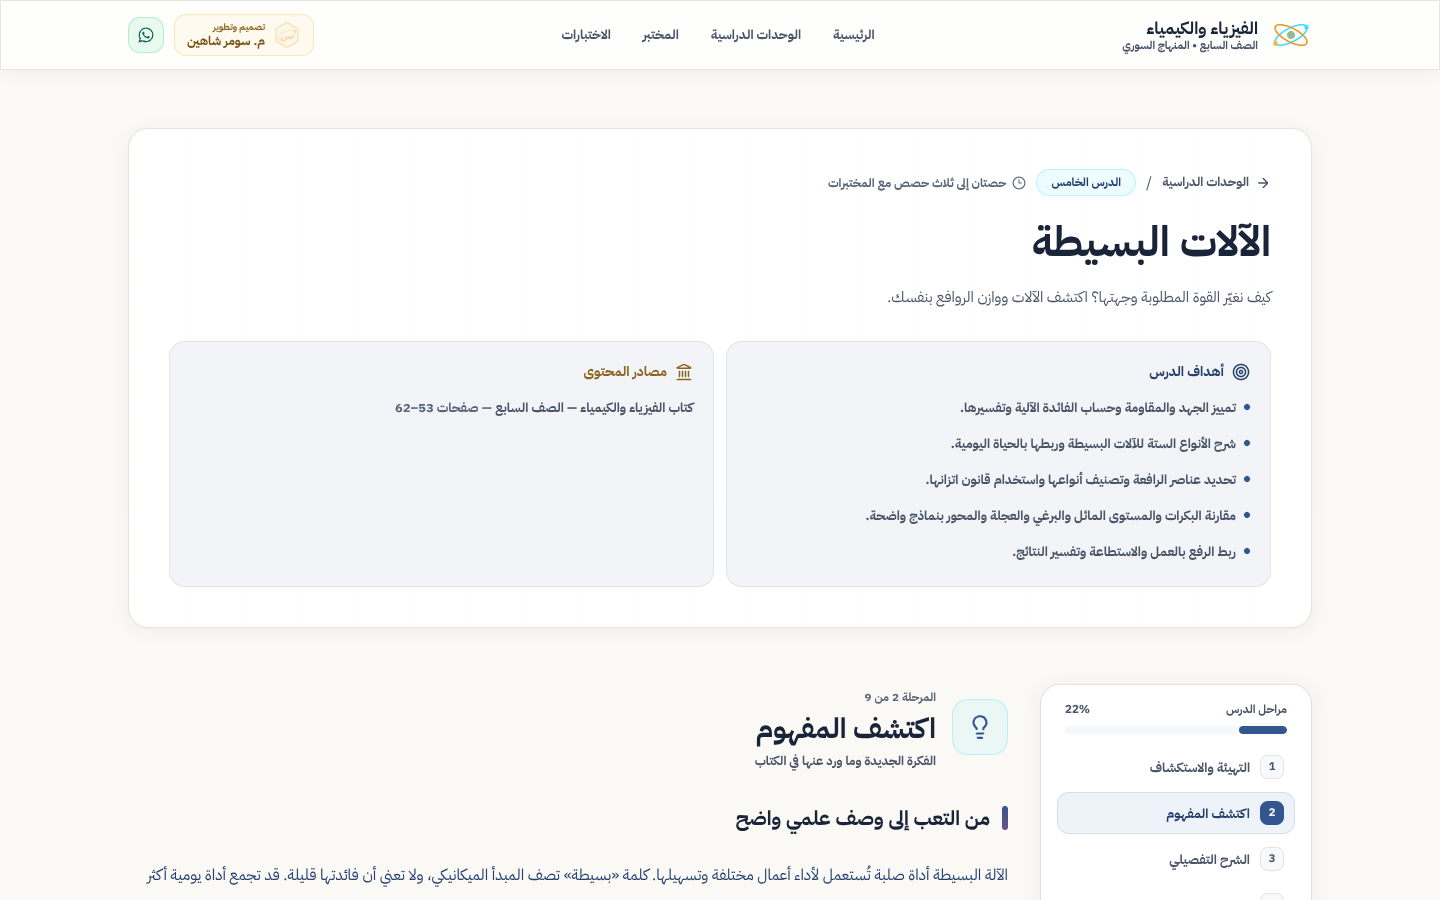 الفيزياء والكيمياء
الصف السابع • المنهاج السوري
الرئيسية
الوحدات الدراسية
المختبر
الاختبارات
تصميم وتطوير
م. سومر شاهين
الوحدات الدراسية / الدرس الخامس حصتان إلى ثلاث حصص مع المختبرات
الآلات البسيطة
كيف نغيّر القوة المطلوبة وجهتها؟ اكتشف الآلات ووازن الروافع بنفسك.
أهداف الدرس
تمييز الجهد والمقاومة وحساب الفائدة الآلية وتفسيرها.
شرح الأنواع الستة للآلات البسيطة وربطها بالحياة اليومية.
تحديد عناصر الرافعة وتصنيف أنواعها واستخدام قانون اتزانها.
مقارنة البكرات والمستوى المائل والبرغي والعجلة والمحور بنماذج واضحة.
ربط الرفع بالعمل والاستطاعة وتفسير النتائج.
مصادر المحتوى
كتاب الفيزياء والكيمياء — الصف السابع — صفحات 53–62
مراحل الدرس
22%
1 التهيئة والاستكشاف
2 اكتشف المفهوم
3 الشرح التفصيلي
المرحلة 2 من 9
اكتشف المفهوم
الفكرة الجديدة وما ورد عنها في الكتاب
من التعب إلى وصف علمي واضح
الآلة البسيطة أداة صلبة تُستعمل لأداء أعمال مختلفة وتسهيلها. كلمة «بسيطة» تصف المبدأ الميكانيكي، ولا تعني أن فائدتها قليلة. قد تجمع أداة يومية أكثر